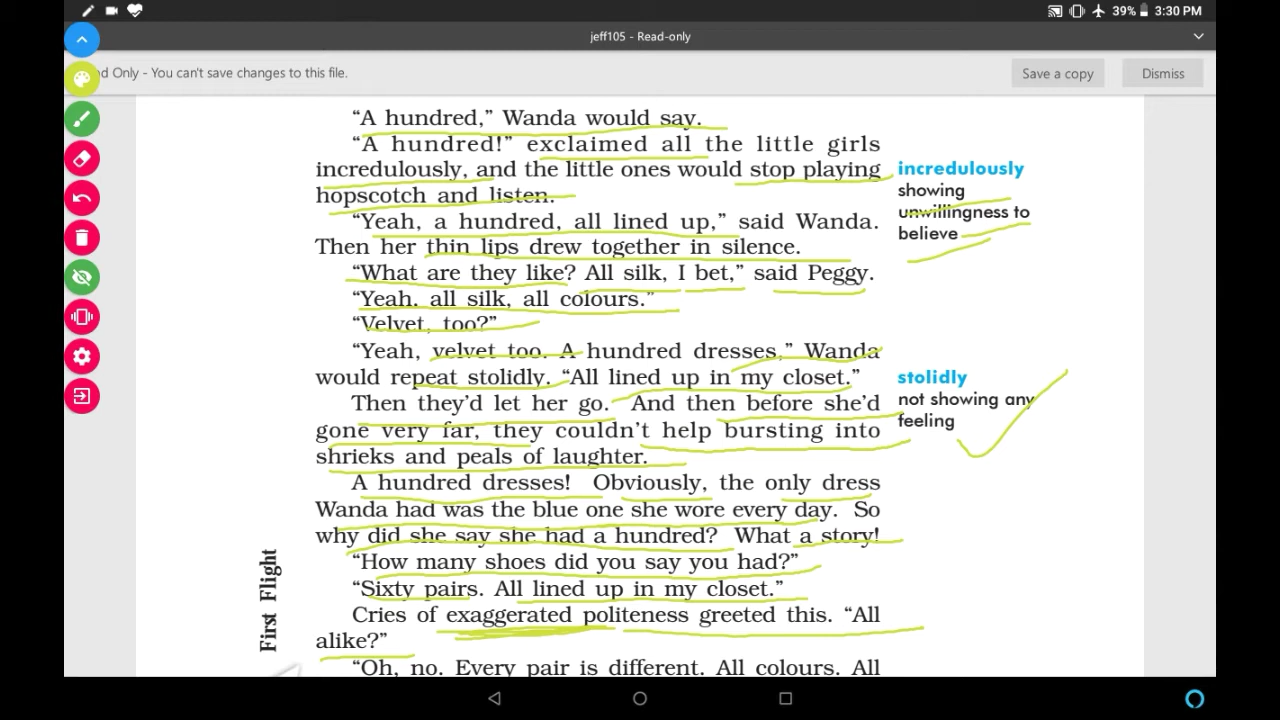 39% 3:30 PM
jeff105 - Read-only
d Only - You can't save changes to this file.
Save a copy
Dismiss
“A hundred,” Wanda would say.
“A hundred!” exclaimed all the little girls
incredulously, and the little ones would stop playing
hopscotch and listen.
“Yeah, a hundred, all lined up,” said Wanda.
Then her thin lips drew together in silence.
“What are they like? All silk, I bet,” said Peggy.
“Yeah. all silk, all colours.”
“Velvet, too?”
“Yeah, velvet too. A hundred dresses,” Wanda
would repeat stolidly. “All lined up in my closet.”
Then they’d let her go. And then before she’d
gone very far, they couldn’t help bursting into
shrieks and peals of laughter.
A hundred dresses! Obviously, the only dress
Wanda had was the blue one she wore every day. So
why did she say she had a hundred? What a story!
“How many shoes did you say you had?”
“Sixty pairs. All lined up in my closet.”
Cries of exaggerated politeness greeted this. “All
alike?”
“Oh, no. Every pair is different. All colours. All
incredulously
showing
unwillingness to
believe
stolidly
not showing any
feeling
First Flight